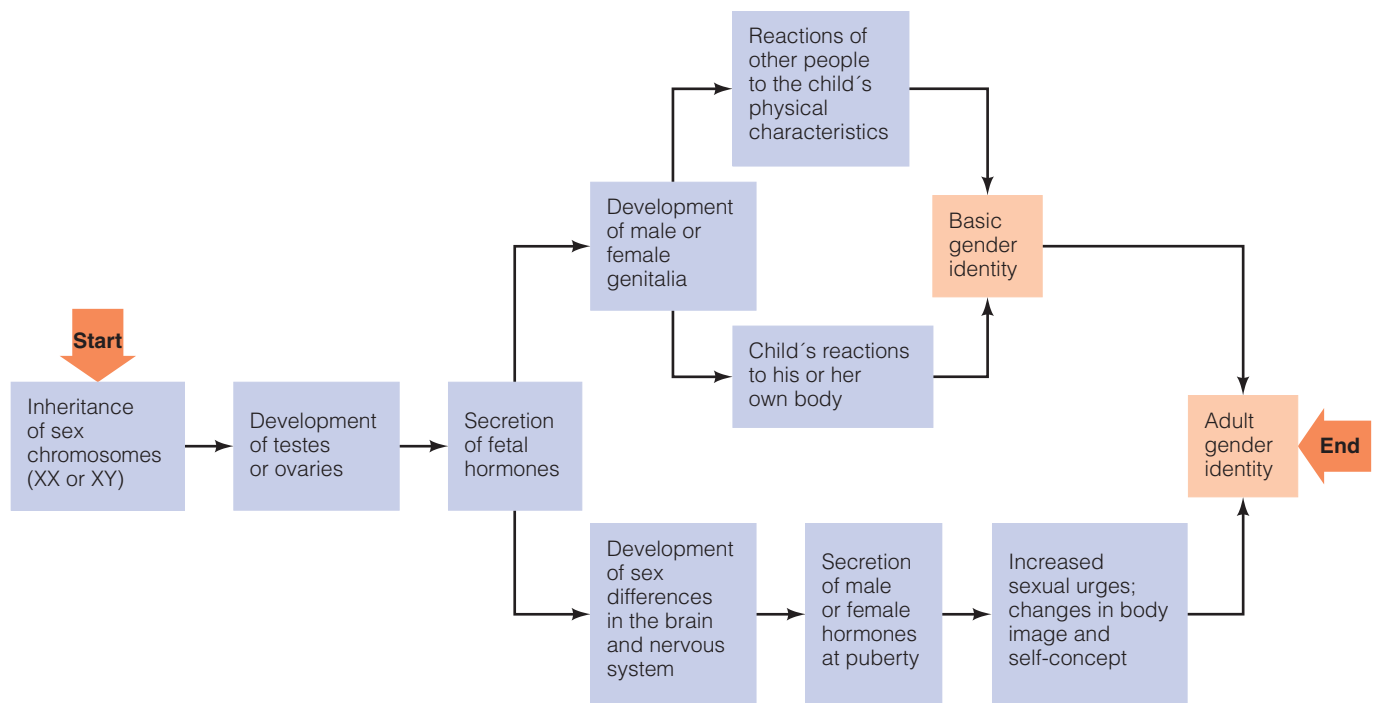 Start
Inheritance
of sex
chromosomes
(XX or XY)
Development
of testes
or ovaries
Secretion
of fetal
hormones
Development
of male or
female
genitalia
Reactions of
other people
to the child´s
physical
characteristics
Child´s reactions
to his or her
own body
Basic
gender
identity
Development
of sex
differences
in the brain
and nervous
system
Secretion
of male
or female
hormones
at puberty
Increased
sexual urges;
changes in body
image and
self-concept
Adult
gender
identity
End